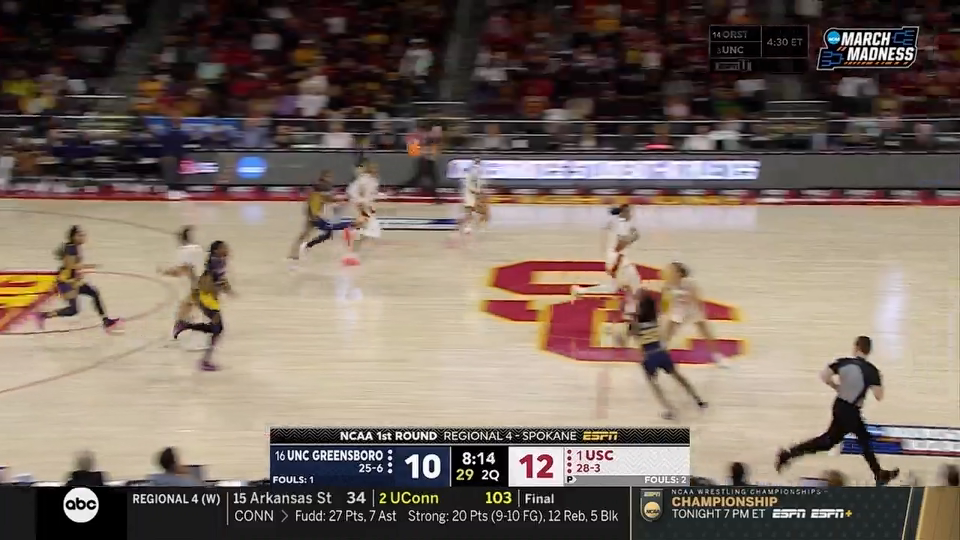 14 ORST
3 UNC
4:30 ET
ESPN
NCAA
MARCH
MADNESS
SC
NCAA 1st ROUND REGIONAL 4 - SPOKANE ESPN
16 UNC GREENSBORO 10 8:14 12 1 USC
25-6 29 2Q 28-3
FOULS: 1 P FOULS: 2
abc
REGIONAL 4 (W) 15 Arkansas St 34 2 UConn 103 Final
CONN > Fudd: 27 Pts, 7 Ast Strong: 20 Pts (9-10 FG), 12 Reb, 5 Blk
NCAA WRESTLING CHAMPIONSHIPS
CHAMPIONSHIP
TONIGHT 7 PM ET ESPN ESPN+